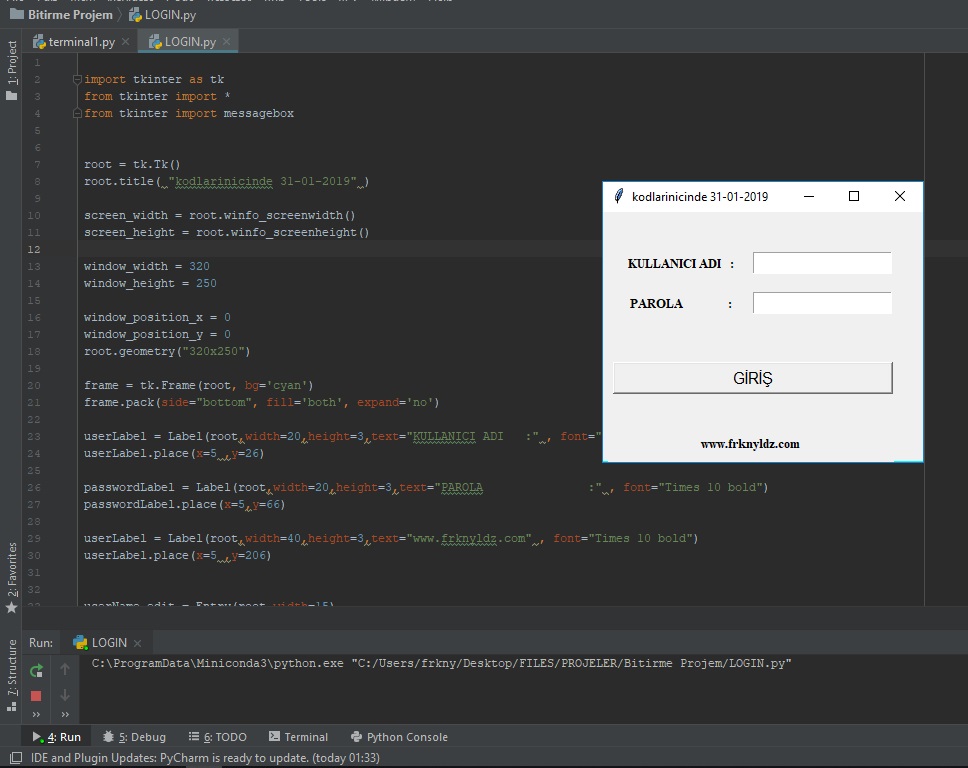 Bitirme Projem LOGIN.py
terminal1.py LOGIN.py
1: Project
1
2 import tkinter as tk
3 from tkinter import *
4 from tkinter import messagebox
5
6
7 root = tk.Tk()
8 root.title( "kodlarinicinde 31-01-2019" )
9
10 screen_width = root.winfo_screenwidth()
11 screen_height = root.winfo_screenheight()
12
13 window_width = 320
14 window_height = 250
15
16 window_position_x = 0
17 window_position_y = 0
18 root.geometry("320x250")
19
20 frame = tk.Frame(root, bg='cyan')
21 frame.pack(side="bottom", fill='both', expand='no')
22
23 userLabel = Label(root,width=20,height=3,text="KULLANICI ADI   :" , font="
24 userLabel.place(x=5 ,y=26)
25
26 passwordLabel = Label(root,width=20,height=3,text="PAROLA               :" , font="Times 10 bold")
27 passwordLabel.place(x=5,y=66)
28
29 userLabel = Label(root,width=40,height=3,text="www.frknyldz.com" , font="Times 10 bold")
30 userLabel.place(x=5 ,y=206)
31
32
33 userName_edit = Entry(root,width=15)
kodlarinicinde 31-01-2019
KULLANICI ADI :
PAROLA :
GİRİŞ
www.frknyldz.com
2: Favorites
7: Structure
Run: LOGIN
C:\ProgramData\Miniconda3\python.exe "C:/Users/frkny/Desktop/FILES/PROJELER/Bitirme Projem/LOGIN.py"
4: Run 5: Debug 6: TODO Terminal Python Console
IDE and Plugin Updates: PyCharm is ready to update. (today 01:33)